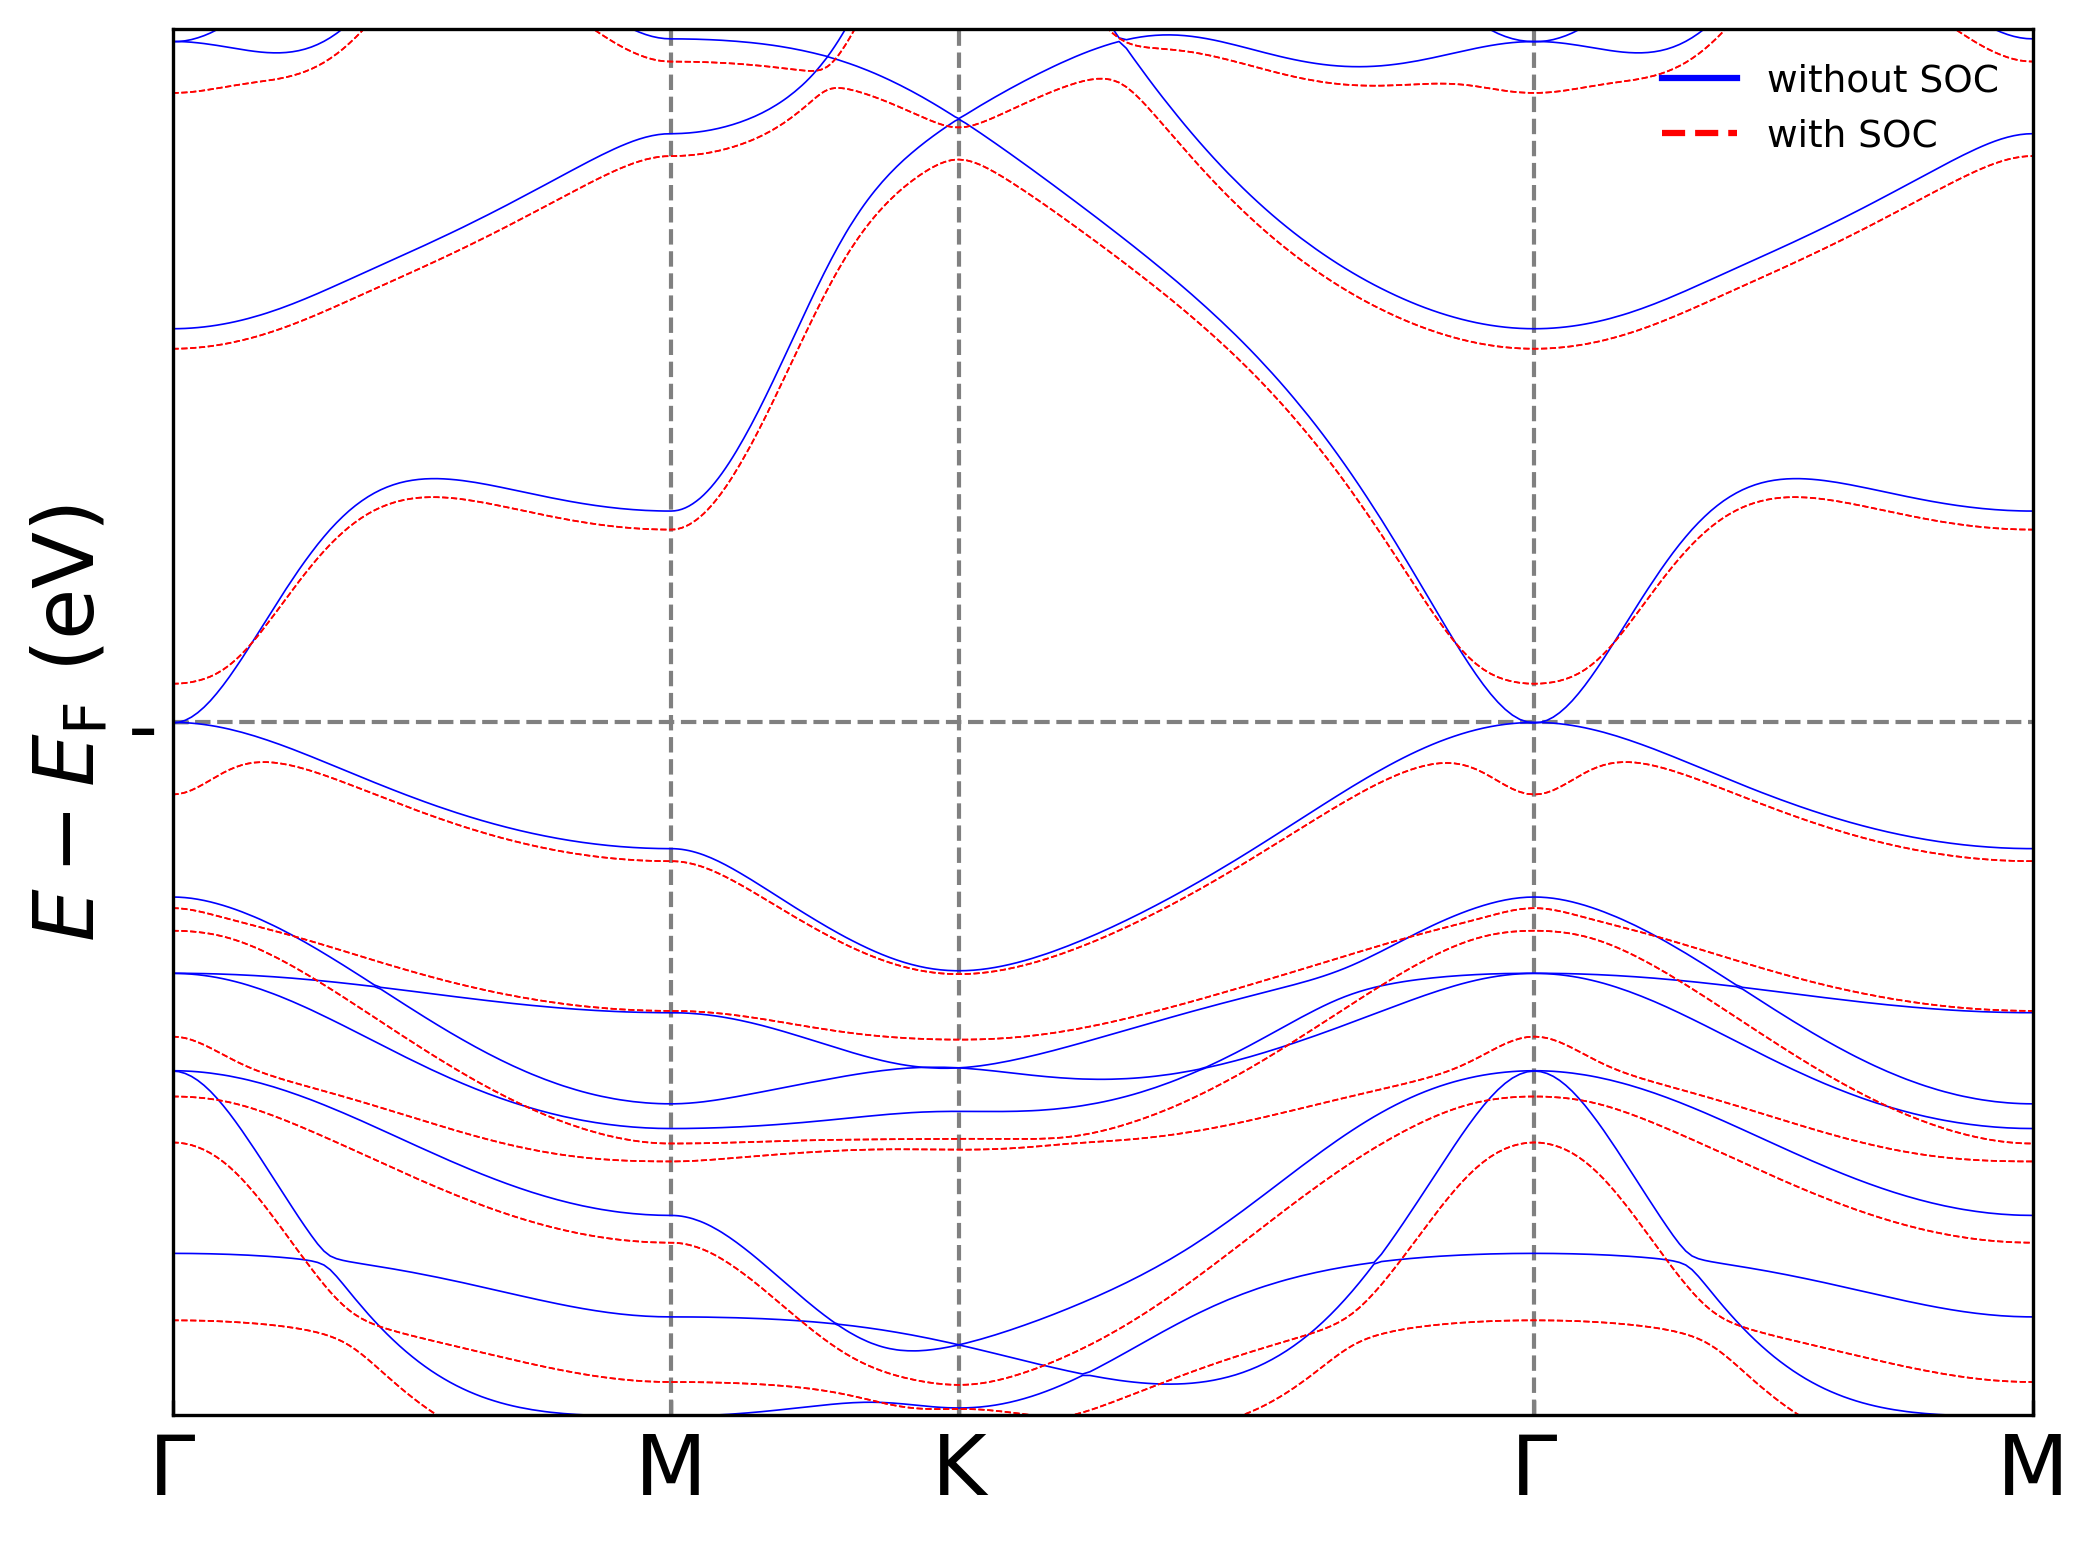 without SOC
with SOC
E − E_F (eV)
-
Γ M K Γ M